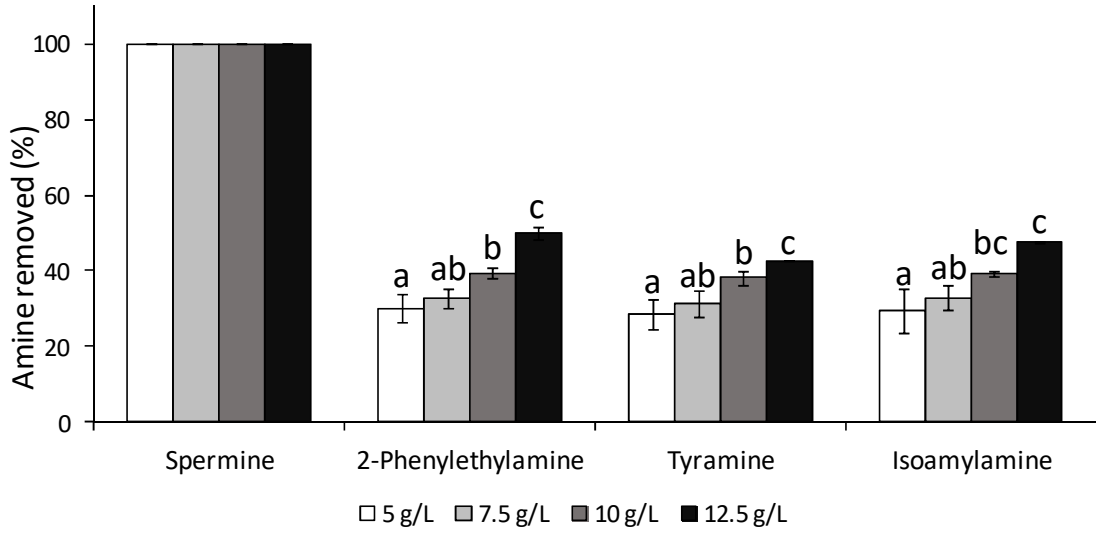 Amine removed (%)
100
80
60
40
20
0
a ab b c
a ab b c
a ab bc c
Spermine 2-Phenylethylamine Tyramine Isoamylamine
5 g/L 7.5 g/L 10 g/L 12.5 g/L